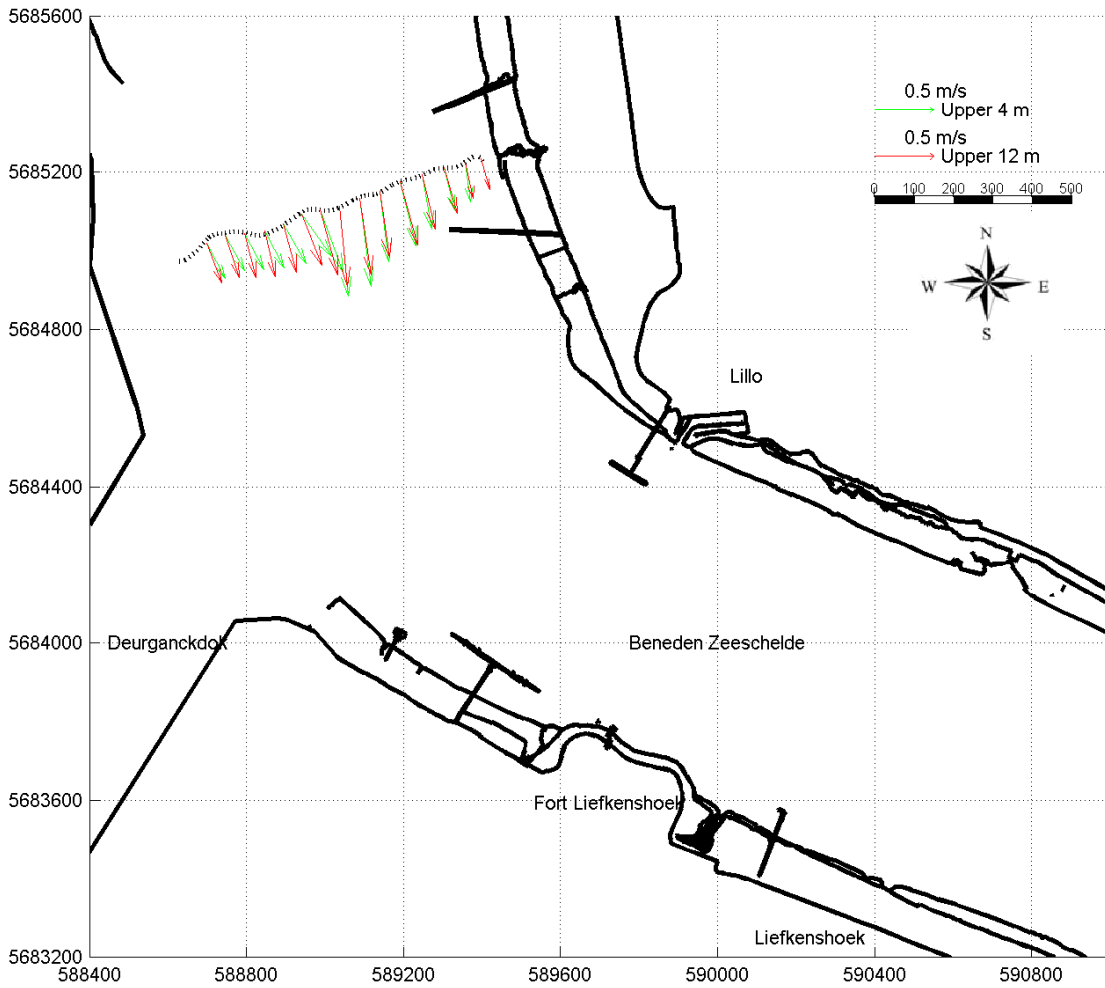 5685600
5685200
5684800
5684400
5684000
5683600
5683200
588400
588800
589200
589600
590000
590400
590800
0.5 m/s
Upper 4 m
0.5 m/s
Upper 12 m
0 100 200 300 400 500
N
W E
S
Lillo
Deurganckdok
Beneden Zeeschelde
Fort Liefkenshoek
Liefkenshoek